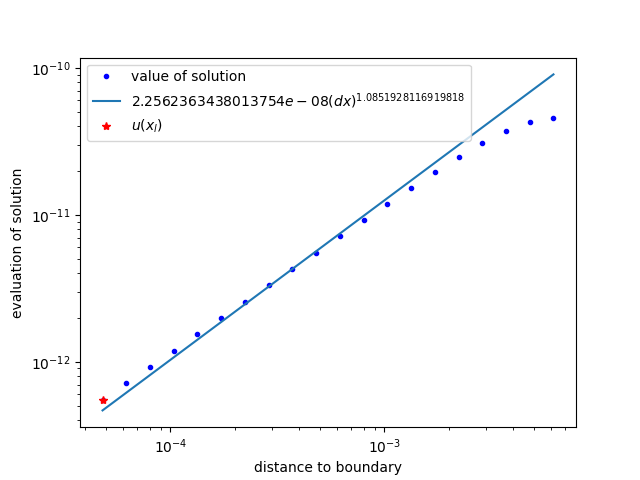 10⁻¹⁰
10⁻¹¹
10⁻¹²
evaluation of solution
value of solution
2.2562363438013754e − 08(dx)^1.0851928116919818
u(x_l)
10⁻⁴
10⁻³
distance to boundary